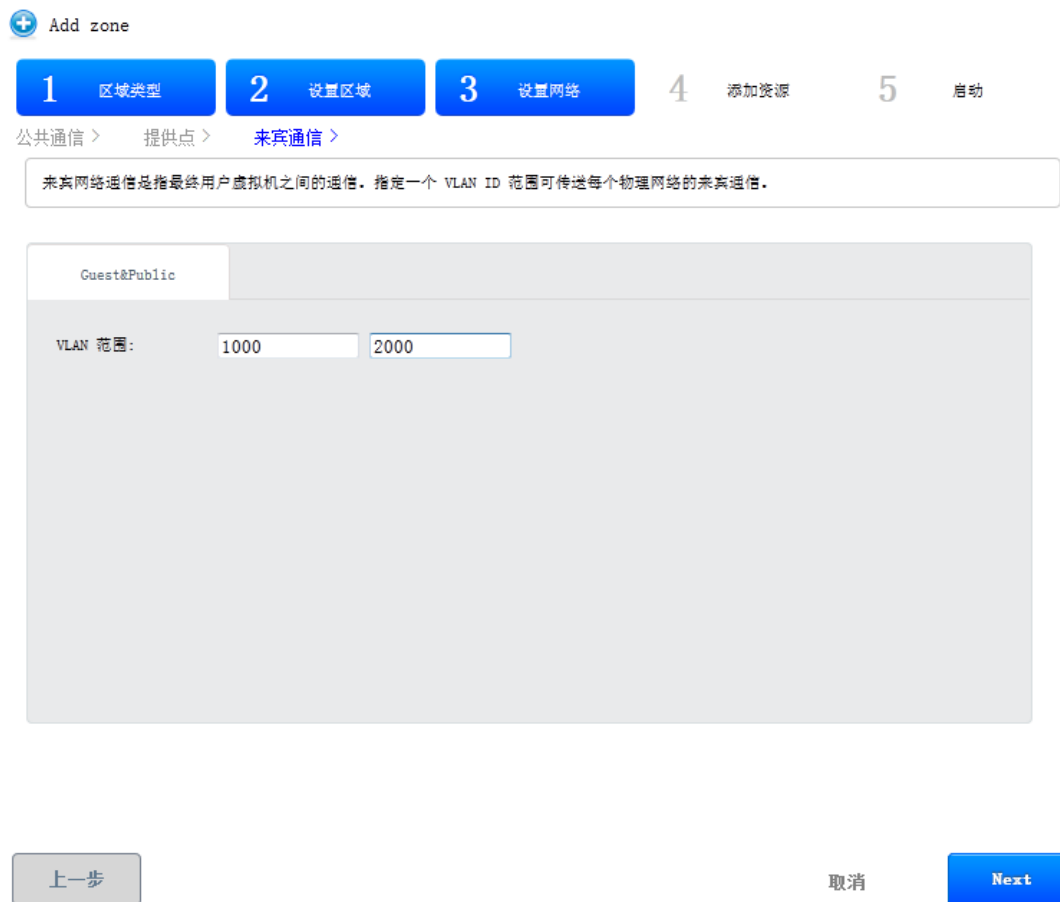 Add zone
1 区域类型 2 设置区域 3 设置网络 4 添加资源 5 启动
公共通信 > 提供点 > 来宾通信 >
来宾网络通信是指最终用户虚拟机之间的通信. 指定一个 VLAN ID 范围可传送每个物理网络的来宾通信.
Guest&Public
VLAN 范围: 1000 2000
上一步 取消 Next